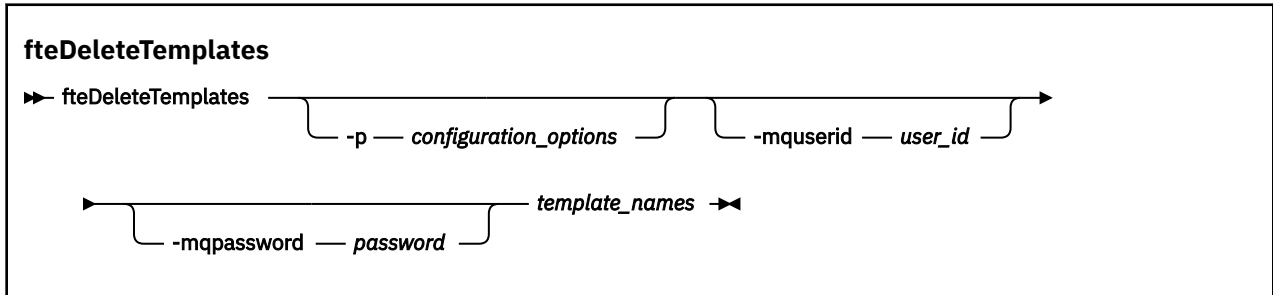 fteDeleteTemplates
fteDeleteTemplates
-p configuration_options -mquserid user_id
template_names
-mqpassword password